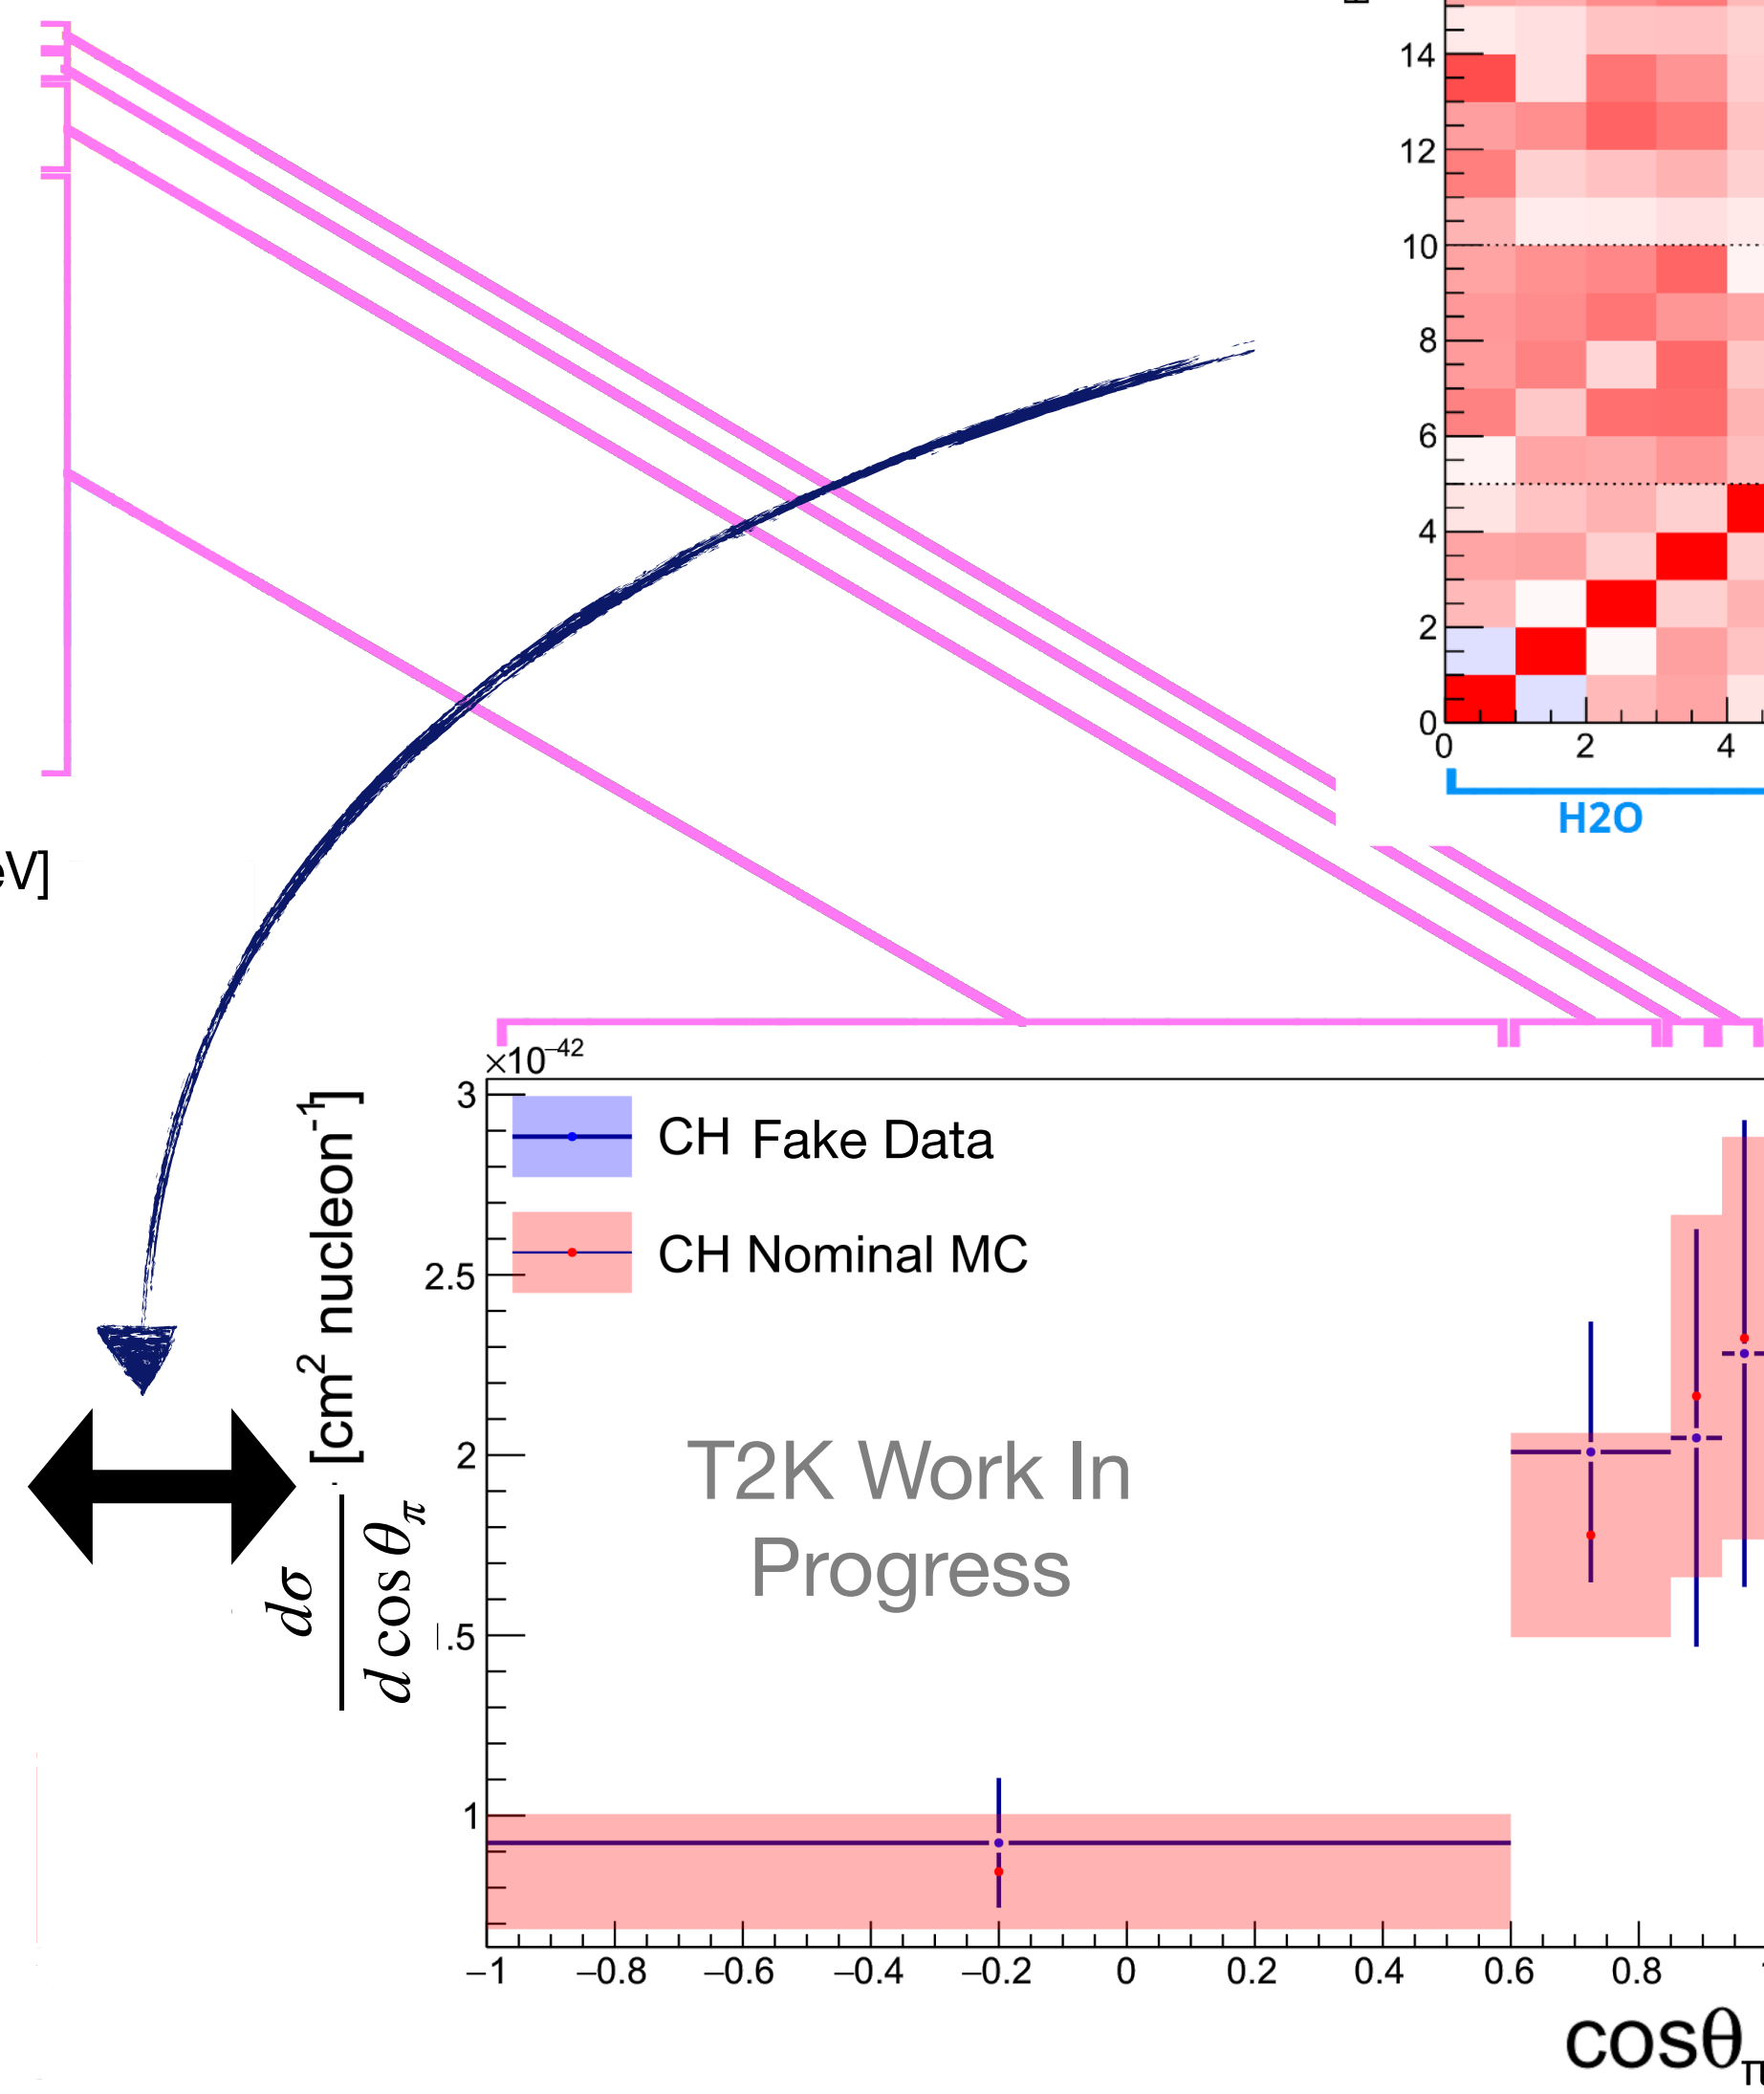 14
12
10
8
6
4
2
0
0 2 4
H2O
eV]
×10⁻⁴²
3
2.5
2
.5
1
CH Fake Data
CH Nominal MC
[cm² nucleon⁻¹]
dσ
d cos θπ
T2K Work In
Progress
−1 −0.8 −0.6 −0.4 −0.2 0 0.2 0.4 0.6 0.8
cosθπ